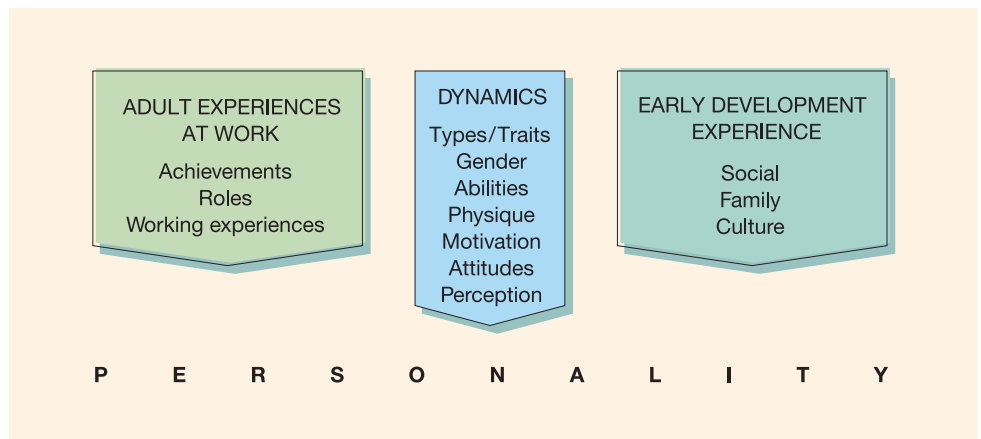 ADULT EXPERIENCES
AT WORK
Achievements
Roles
Working experiences
DYNAMICS
Types/Traits
Gender
Abilities
Physique
Motivation
Attitudes
Perception
EARLY DEVELOPMENT
EXPERIENCE
Social
Family
Culture
P E R S O N A L I T Y